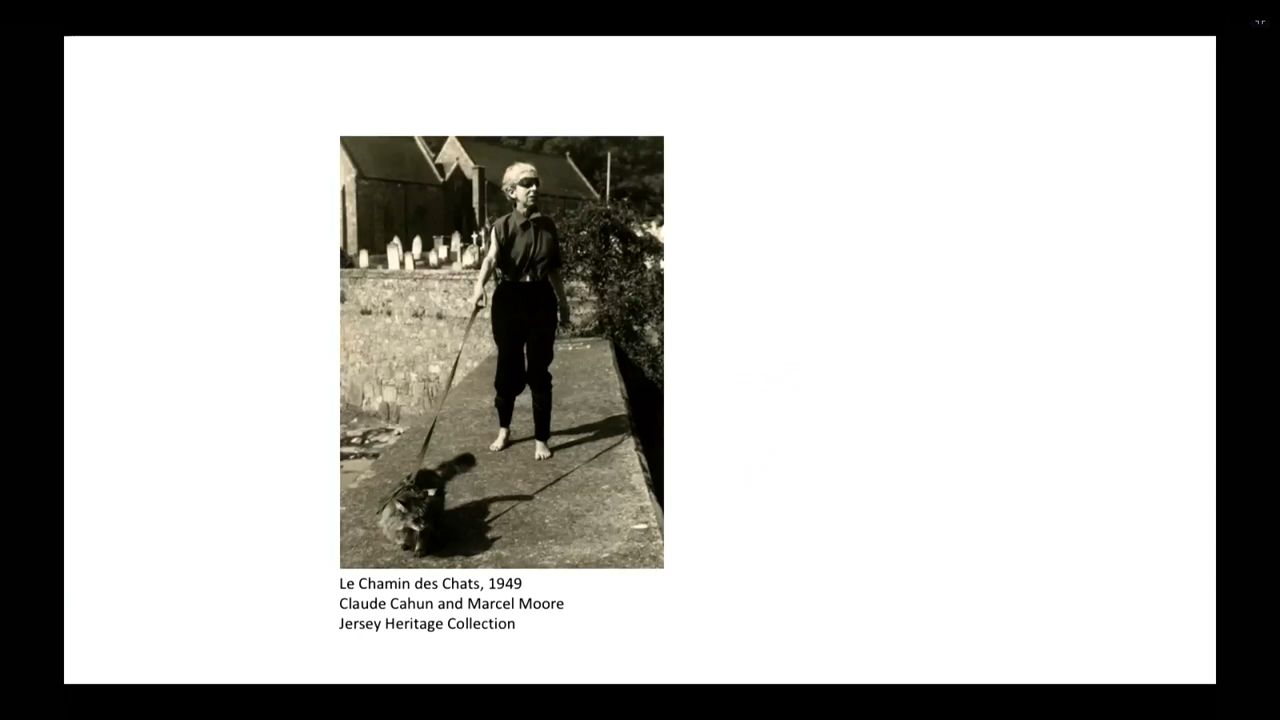 Le Chamin des Chats, 1949
Claude Cahun and Marcel Moore
Jersey Heritage Collection